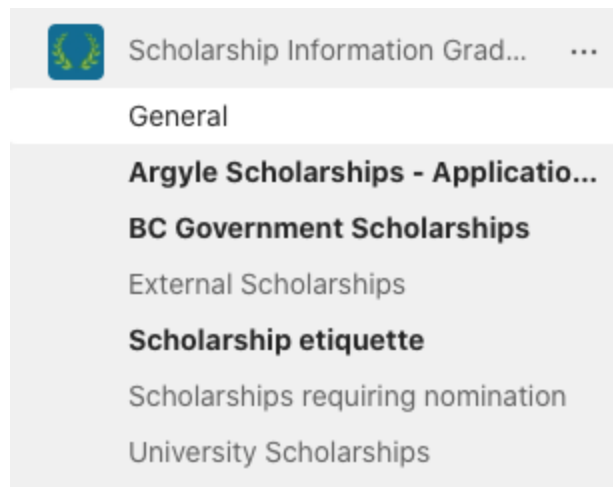 Scholarship Information Grad...
General
Argyle Scholarships - Applicatio...
BC Government Scholarships
External Scholarships
Scholarship etiquette
Scholarships requiring nomination
University Scholarships